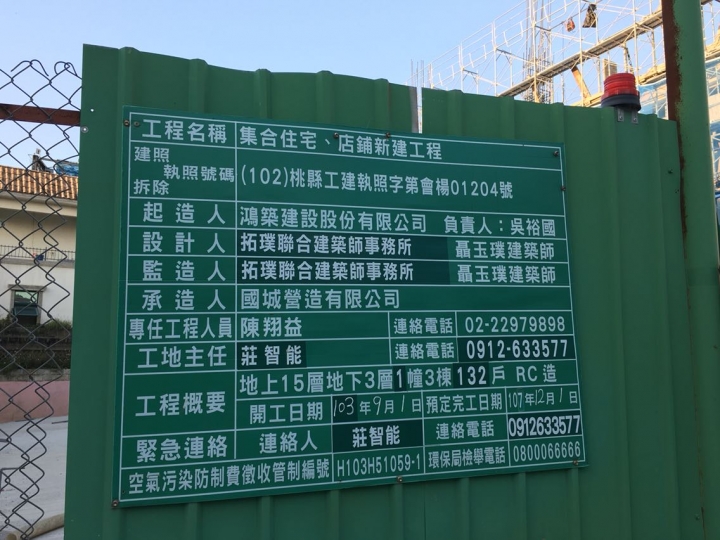 工程名稱 集合住宅、店鋪新建工程
建照
執照號碼 (102)桃縣工建執照字第會楊01204號
拆除
起造人 鴻築建設股份有限公司 負責人：吳裕國
設計人 拓璞聯合建築師事務所 聶玉璞建築師
監造人 拓璞聯合建築師事務所 聶玉璞建築師
承造人 國城營造有限公司
專任工程人員 陳翔益 連絡電話 02-22979898
工地主任 莊智能 連絡電話 0912-633577
工程概要 地上15層地下3層1幢3棟132戶 RC造
開工日期 103年9月1日 預定完工日期 107年12月1日
緊急連絡 連絡人 莊智能 連絡電話 0912633577
空氣污染防制費徵收管制編號 H103H51059-1 環保局檢舉電話 0800066666